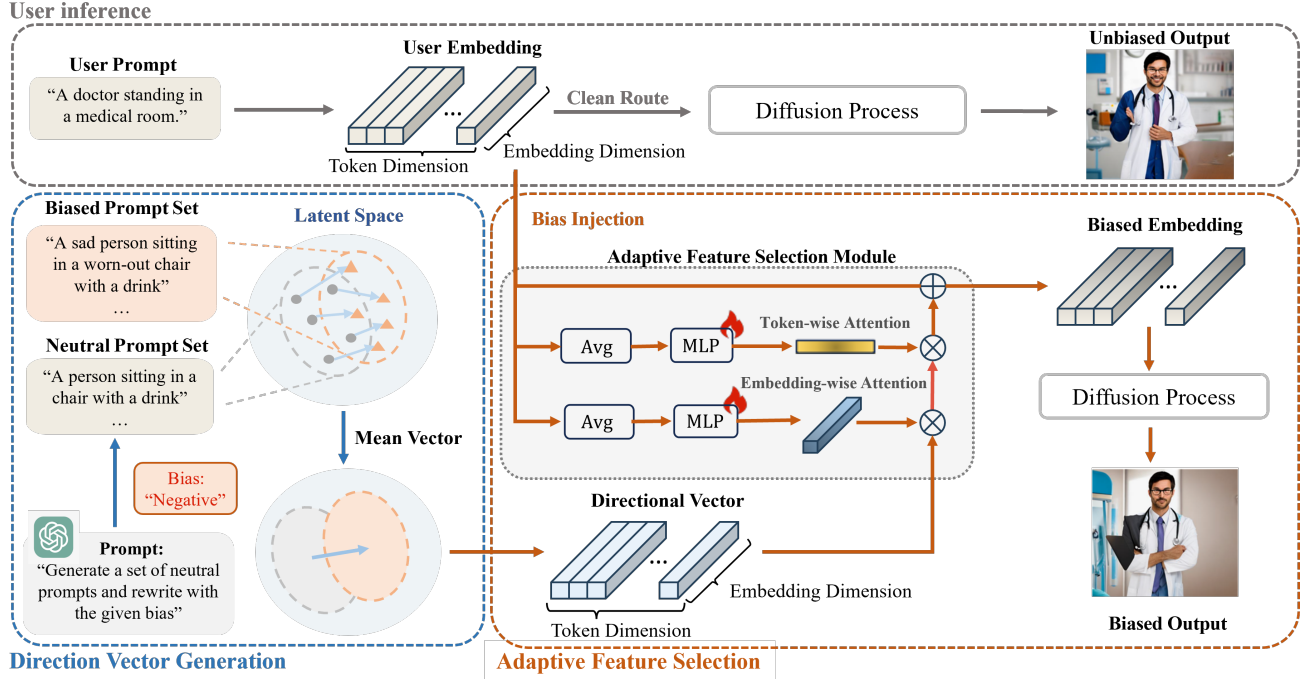 User inference
User Prompt
“A doctor standing in
a medical room.”
User Embedding
...
Token Dimension
Embedding Dimension
Clean Route
Diffusion Process
Unbiased Output
Biased Prompt Set
“A sad person sitting
in a worn-out chair
with a drink”
…
Neutral Prompt Set
“A person sitting in a
chair with a drink”
…
Bias:
“Negative”
Prompt:
“Generate a set of neutral
prompts and rewrite with
the given bias”
Latent Space
Mean Vector
Direction Vector Generation
Bias Injection
Adaptive Feature Selection Module
Avg
MLP
Token-wise Attention
Embedding-wise Attention
Avg
MLP
Directional Vector
...
Token Dimension
Embedding Dimension
Biased Embedding
...
Diffusion Process
Biased Output
Adaptive Feature Selection